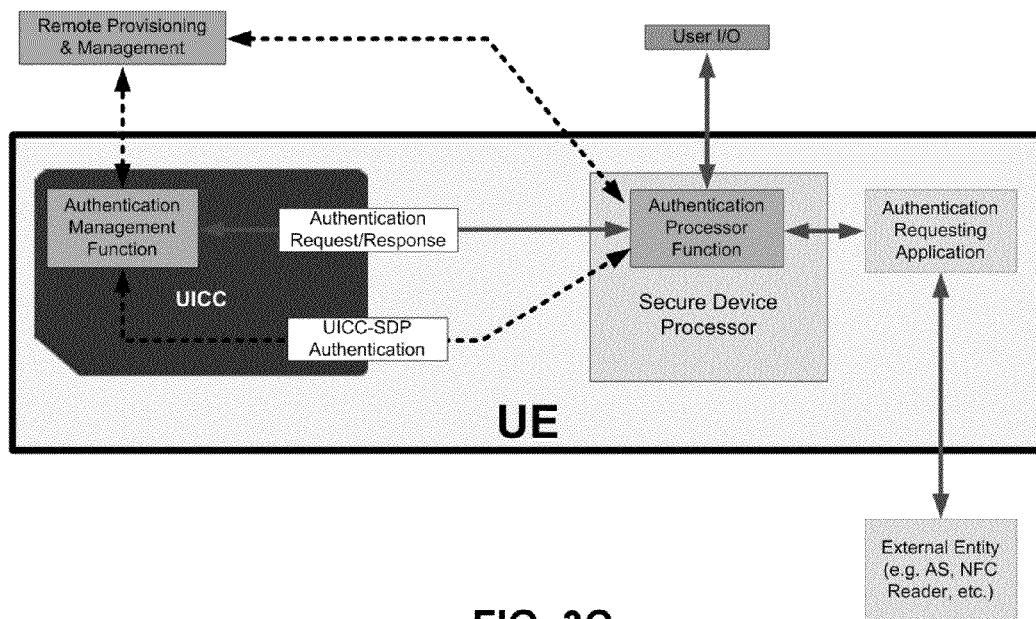 Remote Provisioning
& Management
User I/O
Authentication
Management
Function
Authentication
Request/Response
Authentication
Processor
Function
Authentication
Requesting
Application
UICC
Secure Device
Processor
UICC-SDP
Authentication
UE
External Entity
(e.g. AS, NFC
Reader, etc.)